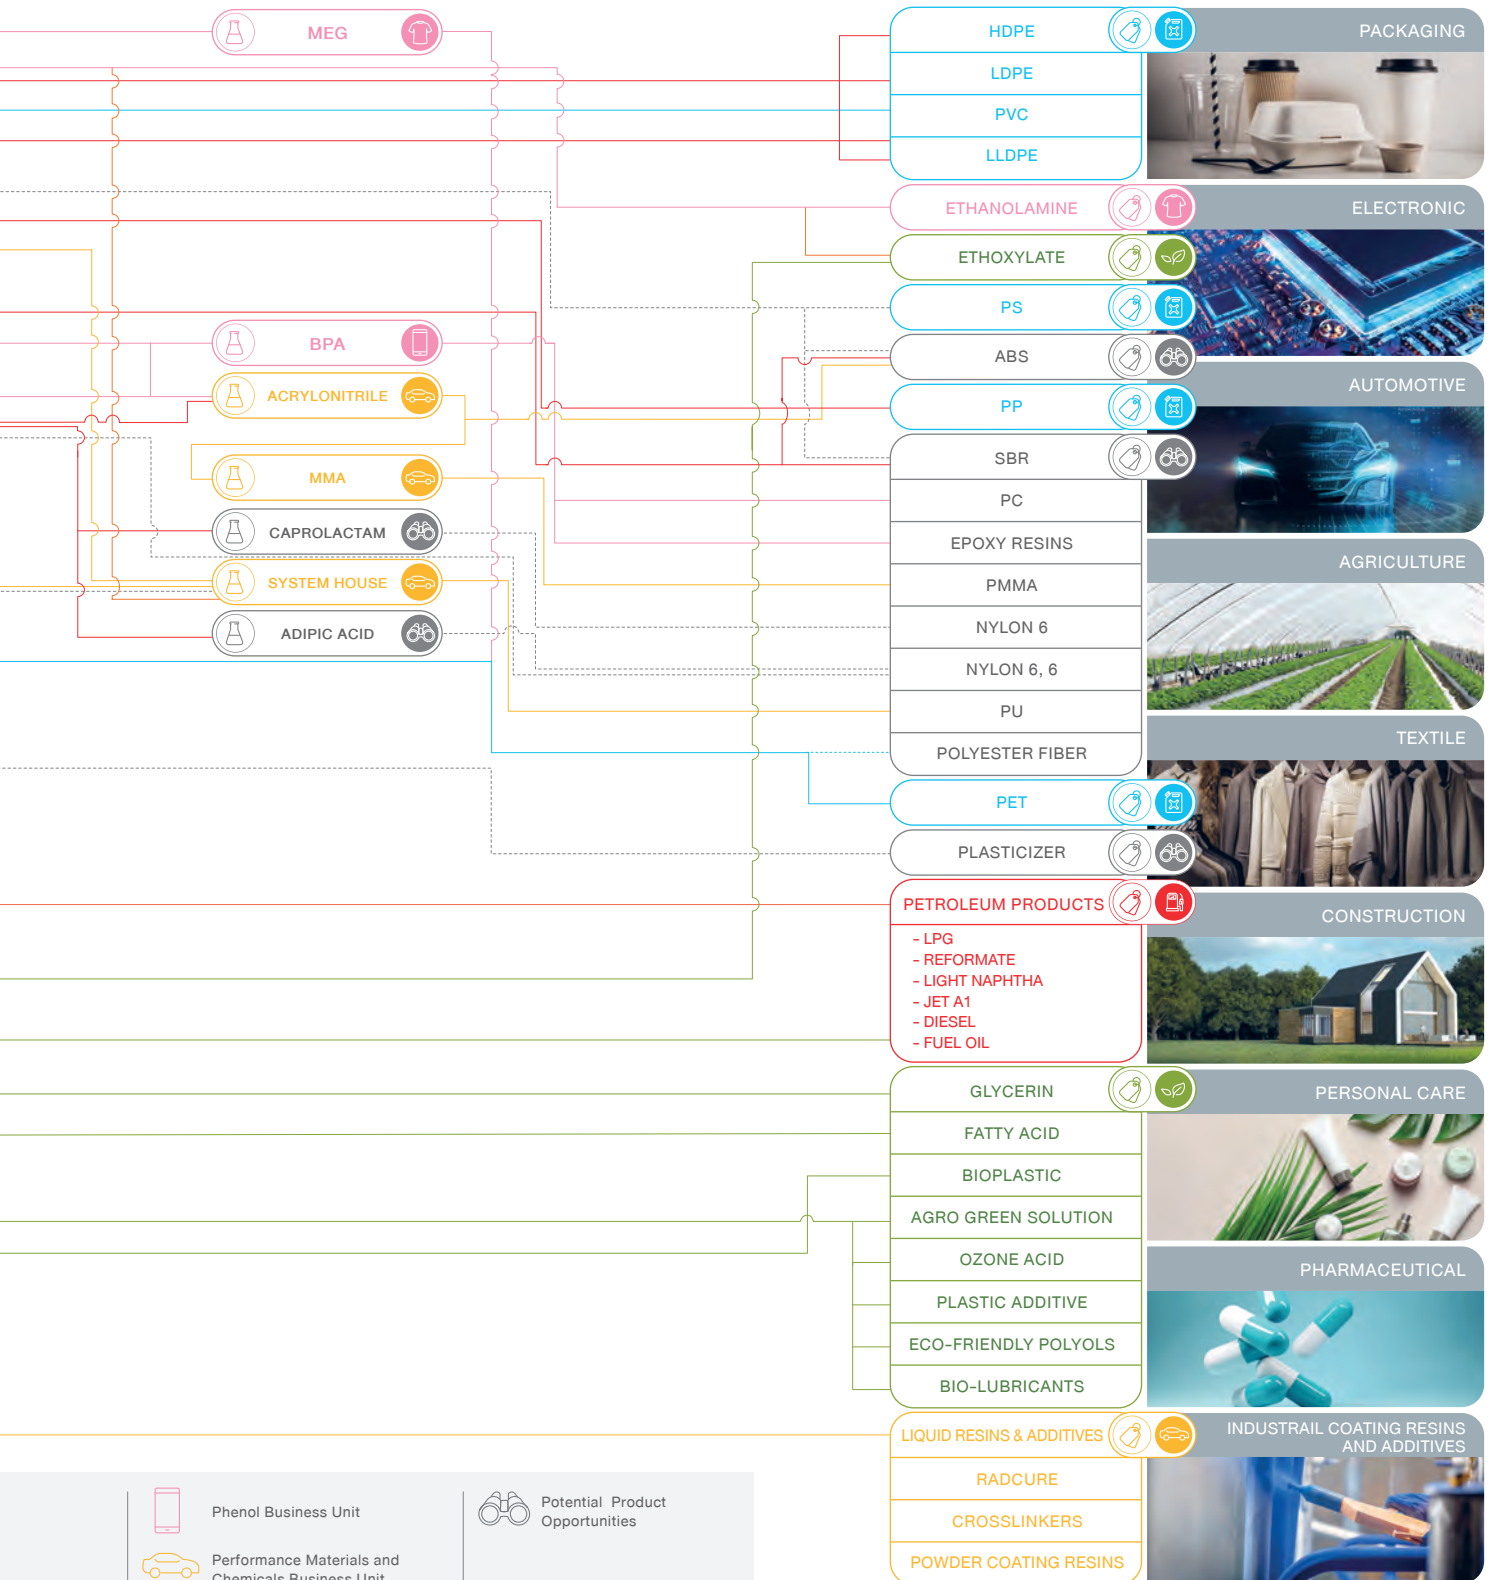 MEG
BPA
ACRYLONITRILE
MMA
CAPROLACTAM
SYSTEM HOUSE
ADIPIC ACID
HDPE
LDPE
PVC
LLDPE
ETHANOLAMINE
ETHOXYLATE
PS
ABS
PP
SBR
PC
EPOXY RESINS
PMMA
NYLON 6
NYLON 6, 6
PU
POLYESTER FIBER
PET
PLASTICIZER
PETROLEUM PRODUCTS
- LPG
- REFORMATE
- LIGHT NAPHTHA
- JET A1
- DIESEL
- FUEL OIL
GLYCERIN
FATTY ACID
BIOPLASTIC
AGRO GREEN SOLUTION
OZONE ACID
PLASTIC ADDITIVE
ECO-FRIENDLY POLYOLS
BIO-LUBRICANTS
LIQUID RESINS & ADDITIVES
RADCURE
CROSSLINKERS
POWDER COATING RESINS
PACKAGING
ELECTRONIC
AUTOMOTIVE
AGRICULTURE
TEXTILE
CONSTRUCTION
PERSONAL CARE
PHARMACEUTICAL
INDUSTRAIL COATING RESINS
AND ADDITIVES
Phenol Business Unit
Performance Materials and
Chemicals Business Unit
Potential Product
Opportunities